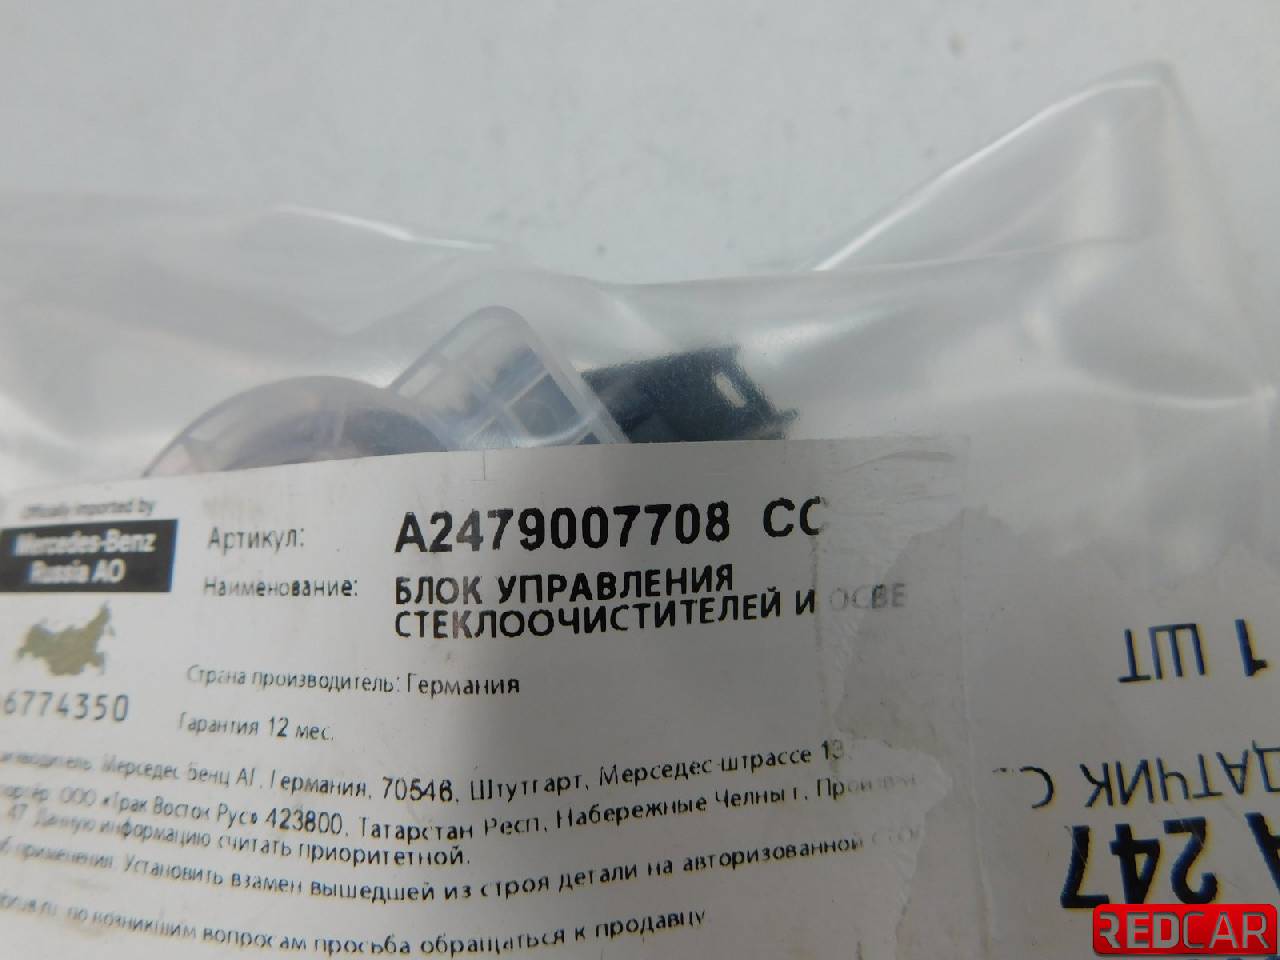 Officially imported by
Mercedes-Benz
Russia AO
Артикул: A2479007708 CC
Наименование: БЛОК УПРАВЛЕНИЯ
СТЕКЛООЧИСТИТЕЛЕЙ И ОСВЕ
Страна производитель: Германия
6774350
Гарантия 12 мес.
Мерседес Бенц АГ, Германия, 70546, Штутгарт, Мерседес-штрассе 13
ООО «Трак Восток Рус» 423800, Татарстан Респ, Набережные Челны г,
47 Данную информацию считать приоритетной.
применения. Установить взамен вышедшей из строя детали на авторизованной
по возникшим вопросам просьба обращаться к продавцу
1 ШТ
ДАТЧИК С..
A 247
REDCAR